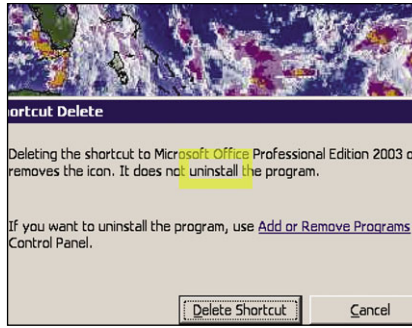 ortcut Delete
Deleting the shortcut to Microsoft Office Professional Edition 2003 o
removes the icon. It does not uninstall the program.
If you want to uninstall the program, use Add or Remove Programs
Control Panel.
Delete Shortcut
Cancel